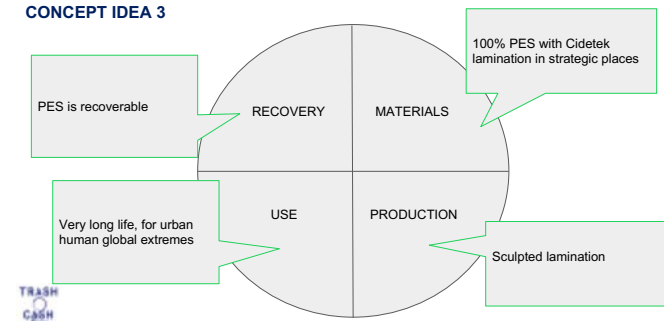 CONCEPT IDEA 3
100% PES with Cidetek
lamination in strategic places
PES is recoverable
RECOVERY
MATERIALS
USE
PRODUCTION
Very long life, for urban
human global extremes
Sculpted lamination
TRASH
CASH